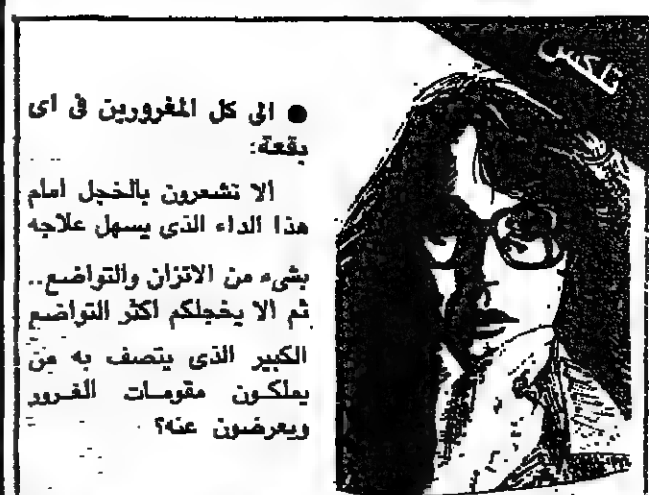 تلكس
● الى كل المغرورين فى اى
بقعة:
الا تشعرون بالخجل امام
هذا الداء الذي يسهل علاجه
بشىء من الاتزان والتواضع..
ثم الا يخجلكم اكثر التواضع
الكبير الذى يتصف به من
يملكون مقومات الغرور
ويعرضون عنه؟